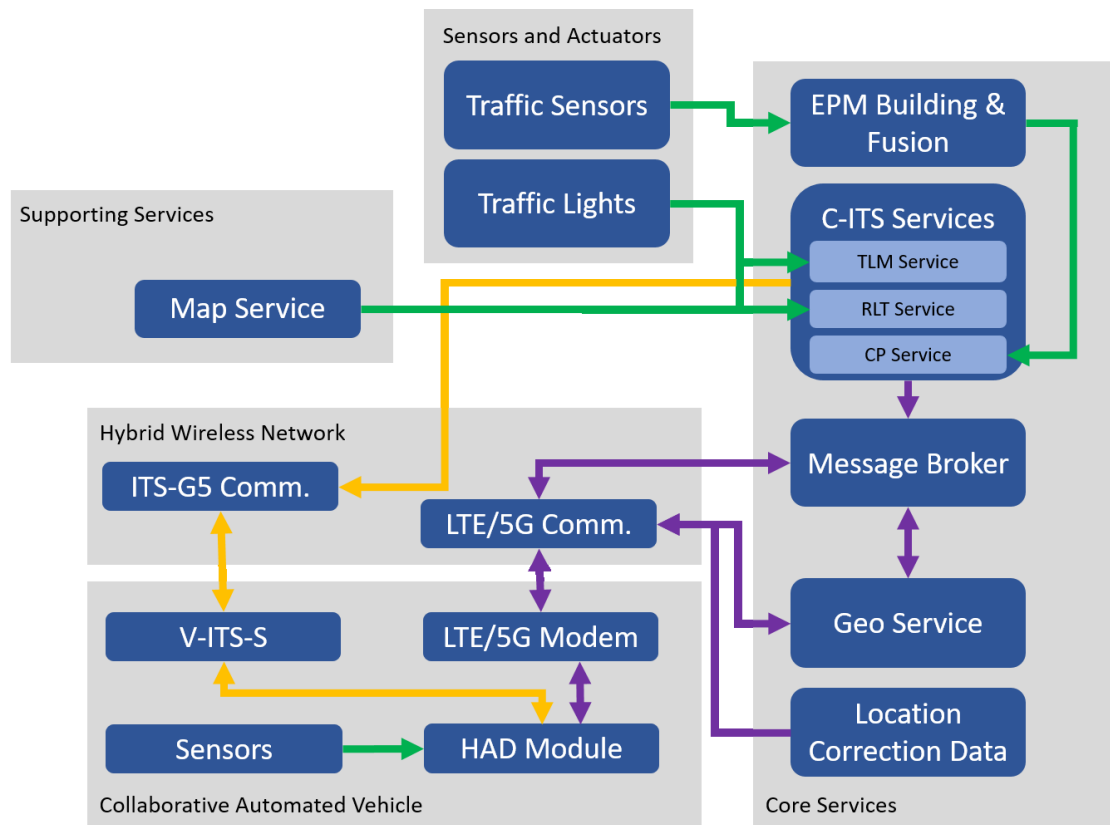 Sensors and Actuators
Traffic Sensors
Traffic Lights
Supporting Services
Map Service
EPM Building &
Fusion
C-ITS Services
TLM Service
RLT Service
CP Service
Message Broker
Geo Service
Location
Correction Data
Core Services
Hybrid Wireless Network
ITS-G5 Comm.
LTE/5G Comm.
V-ITS-S
LTE/5G Modem
Sensors
HAD Module
Collaborative Automated Vehicle